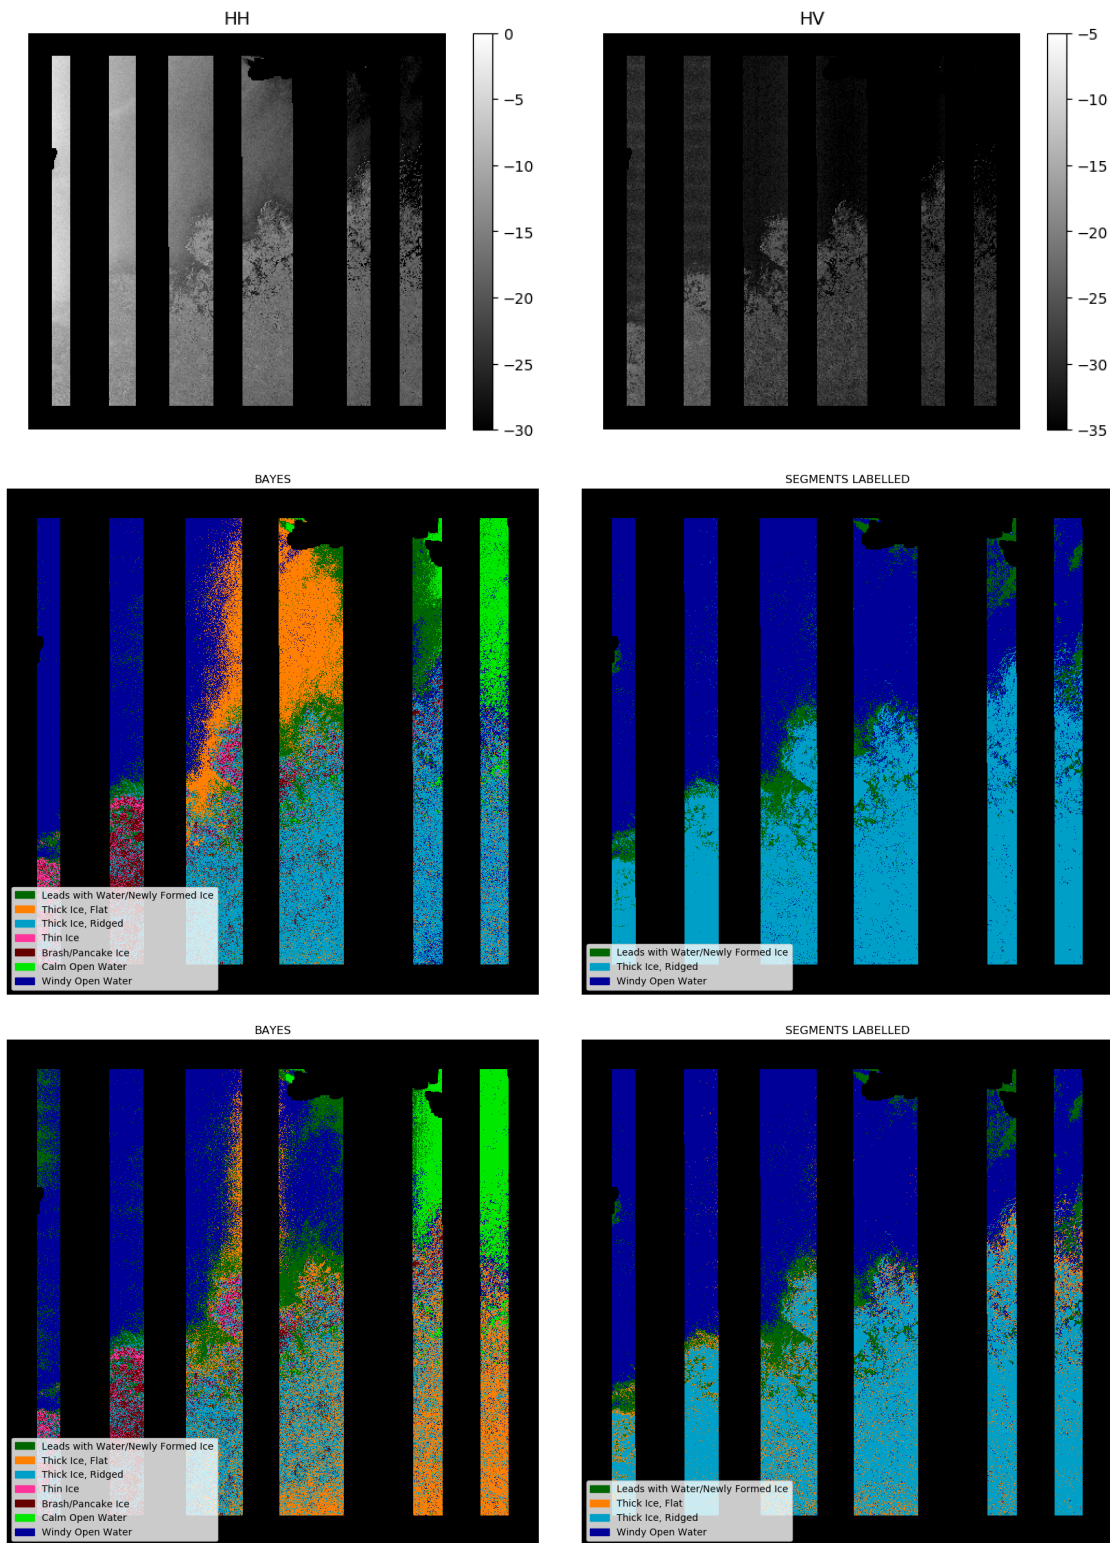 HH
HV
0
−5
−10
−15
−20
−25
−30
−5
−10
−15
−20
−25
−30
−35
BAYES
SEGMENTS LABELLED
Leads with Water/Newly Formed Ice
Thick Ice, Flat
Thick Ice, Ridged
Thin Ice
Brash/Pancake Ice
Calm Open Water
Windy Open Water
Leads with Water/Newly Formed Ice
Thick Ice, Ridged
Windy Open Water
BAYES
SEGMENTS LABELLED
Leads with Water/Newly Formed Ice
Thick Ice, Flat
Thick Ice, Ridged
Thin Ice
Brash/Pancake Ice
Calm Open Water
Windy Open Water
Leads with Water/Newly Formed Ice
Thick Ice, Flat
Thick Ice, Ridged
Windy Open Water